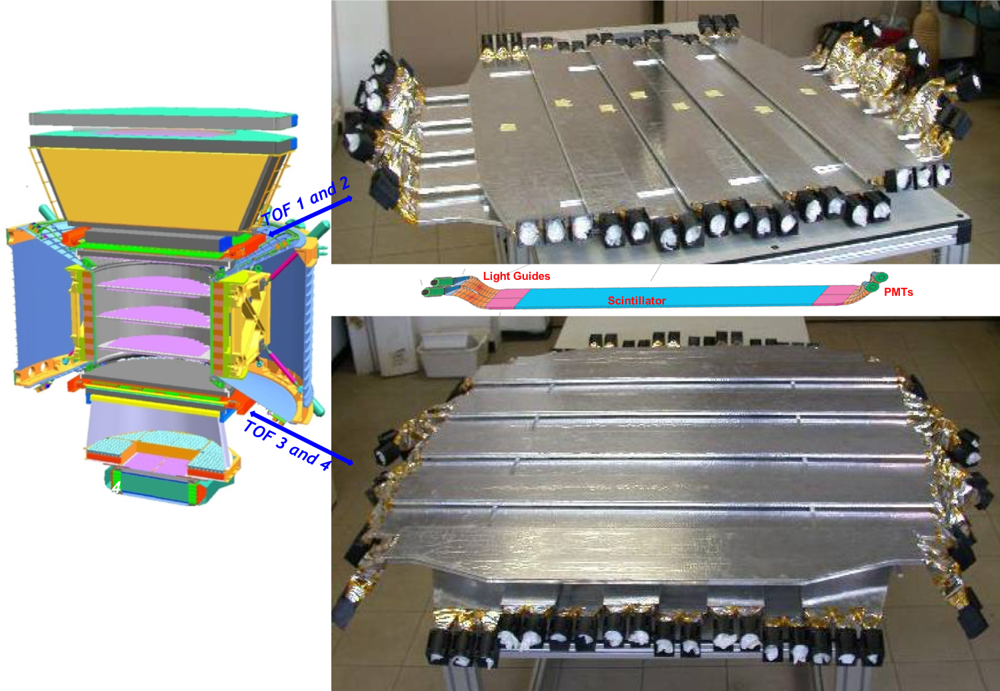 TOF 1 and 2
Light Guides
Scintillator
PMTs
TOF 3 and 4
4